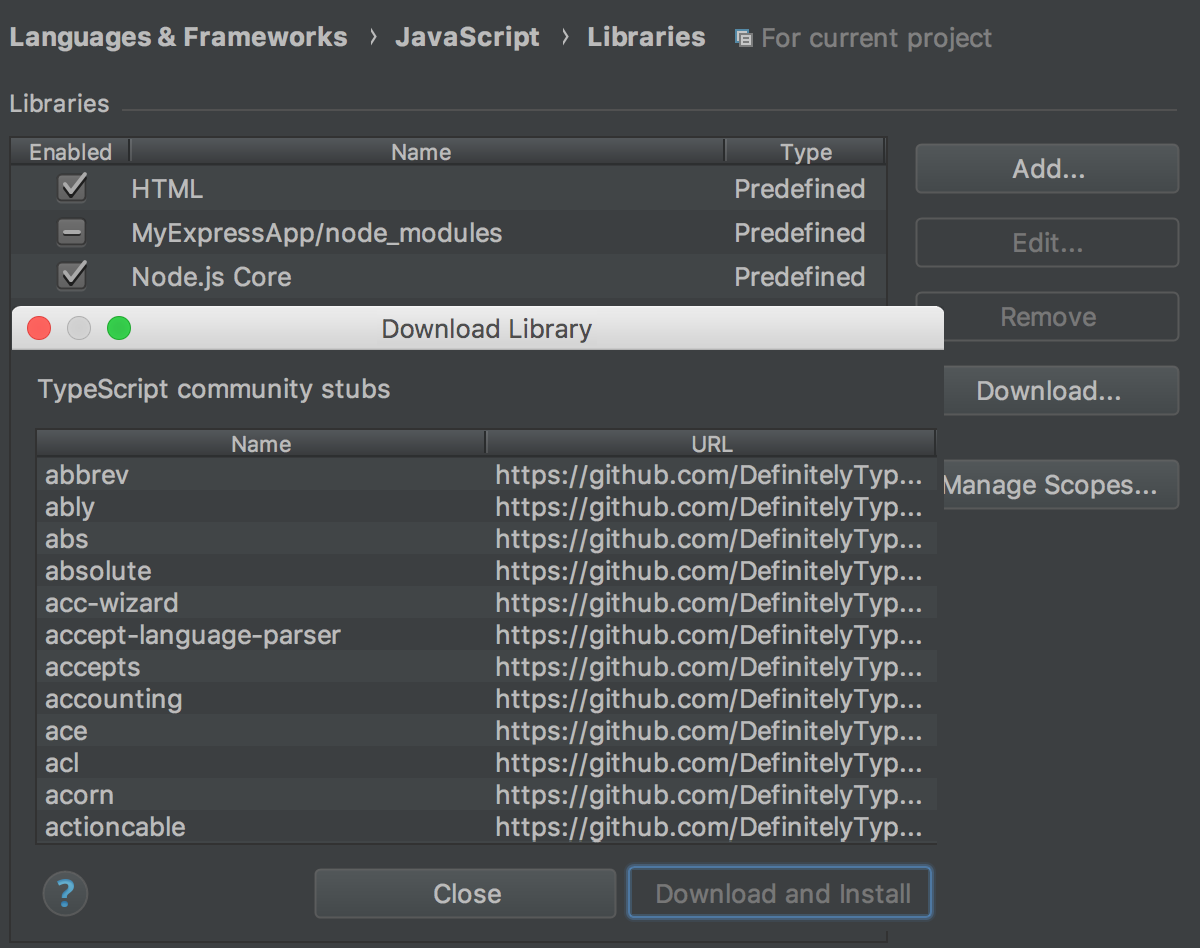 Languages & Frameworks › JavaScript › Libraries For current project
Libraries
Enabled Name Type
HTML Predefined
MyExpressApp/node_modules Predefined
Node.js Core Predefined
Add...
Edit...
Remove
Download...
Manage Scopes...
Download Library
TypeScript community stubs
Name URL
abbrev https://github.com/DefinitelyTyp...
ably https://github.com/DefinitelyTyp...
abs https://github.com/DefinitelyTyp...
absolute https://github.com/DefinitelyTyp...
acc-wizard https://github.com/DefinitelyTyp...
accept-language-parser https://github.com/DefinitelyTyp...
accepts https://github.com/DefinitelyTyp...
accounting https://github.com/DefinitelyTyp...
ace https://github.com/DefinitelyTyp...
acl https://github.com/DefinitelyTyp...
acorn https://github.com/DefinitelyTyp...
actioncable https://github.com/DefinitelyTyp...
? Close Download and Install